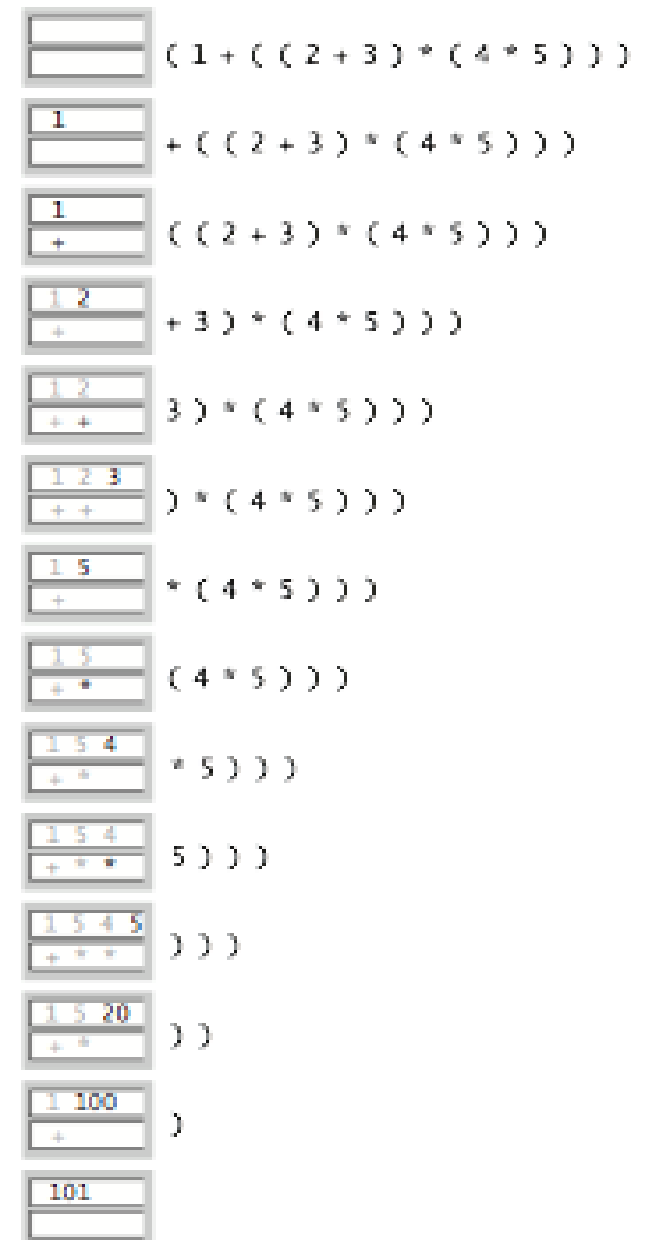 ( 1 + ( ( 2 + 3 ) * ( 4 * 5 ) ) )
1
+ ( ( 2 + 3 ) * ( 4 * 5 ) ) )
1
+
( ( 2 + 3 ) * ( 4 * 5 ) ) )
1 2
+
+ 3 ) * ( 4 * 5 ) ) )
1 2
+ +
3 ) * ( 4 * 5 ) ) )
1 2 3
+ +
) * ( 4 * 5 ) ) )
1 5
+
* ( 4 * 5 ) ) )
1 5
+ *
( 4 * 5 ) ) )
1 5 4
+ *
* 5 ) ) )
1 5 4
+ * *
5 ) ) )
1 5 4 5
+ * *
) ) )
1 5 20
+ *
) )
1 100
+
)
101